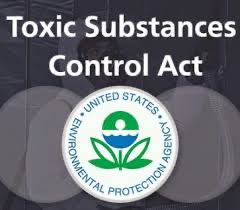 Toxic Substances
Control Act
UNITED STATES
ENVIRONMENTAL PROTECTION AGENCY